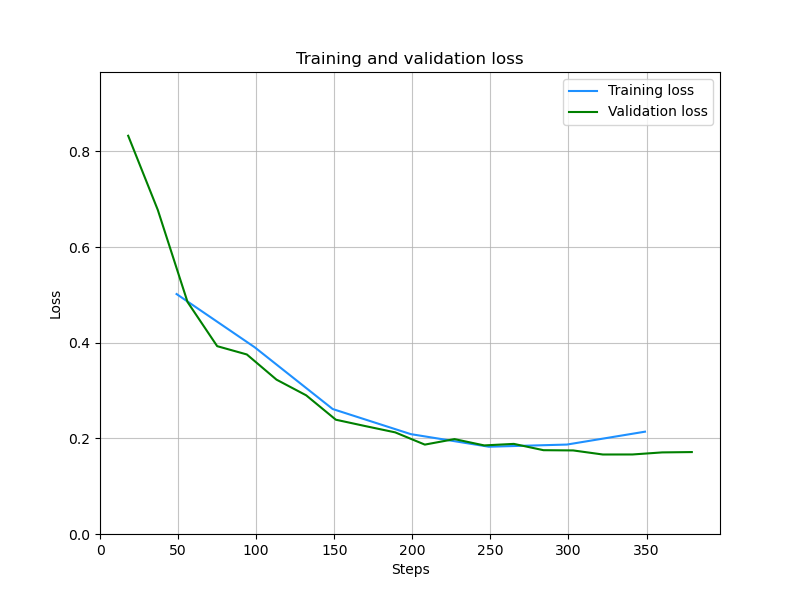 Training and validation loss
Training loss
Validation loss
0.8
0.6
0.4
0.2
0.0
Loss
0 50 100 150 200 250 300 350
Steps